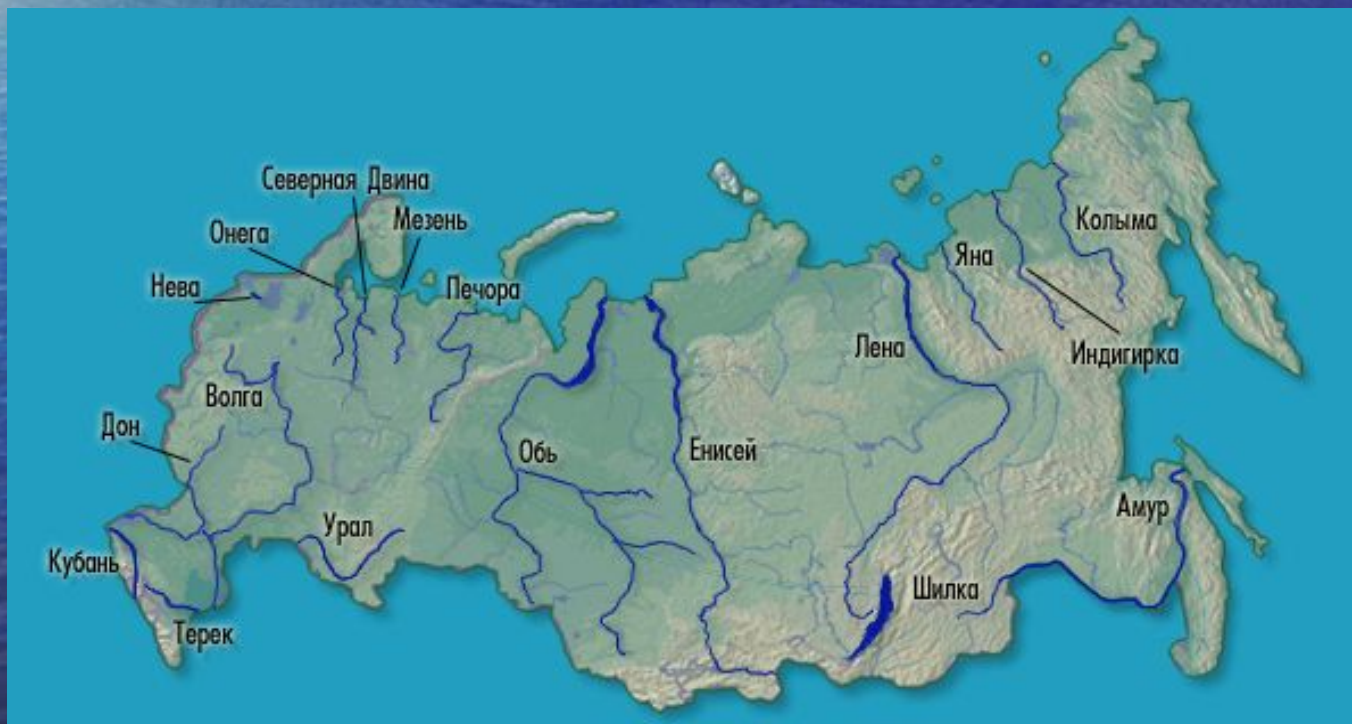 Северная Двина
Мезень
Онега
Нева
Печора
Колыма
Яна
Индигирка
Лена
Волга
Дон
Обь
Енисей
Амур
Урал
Кубань
Шилка
Терек